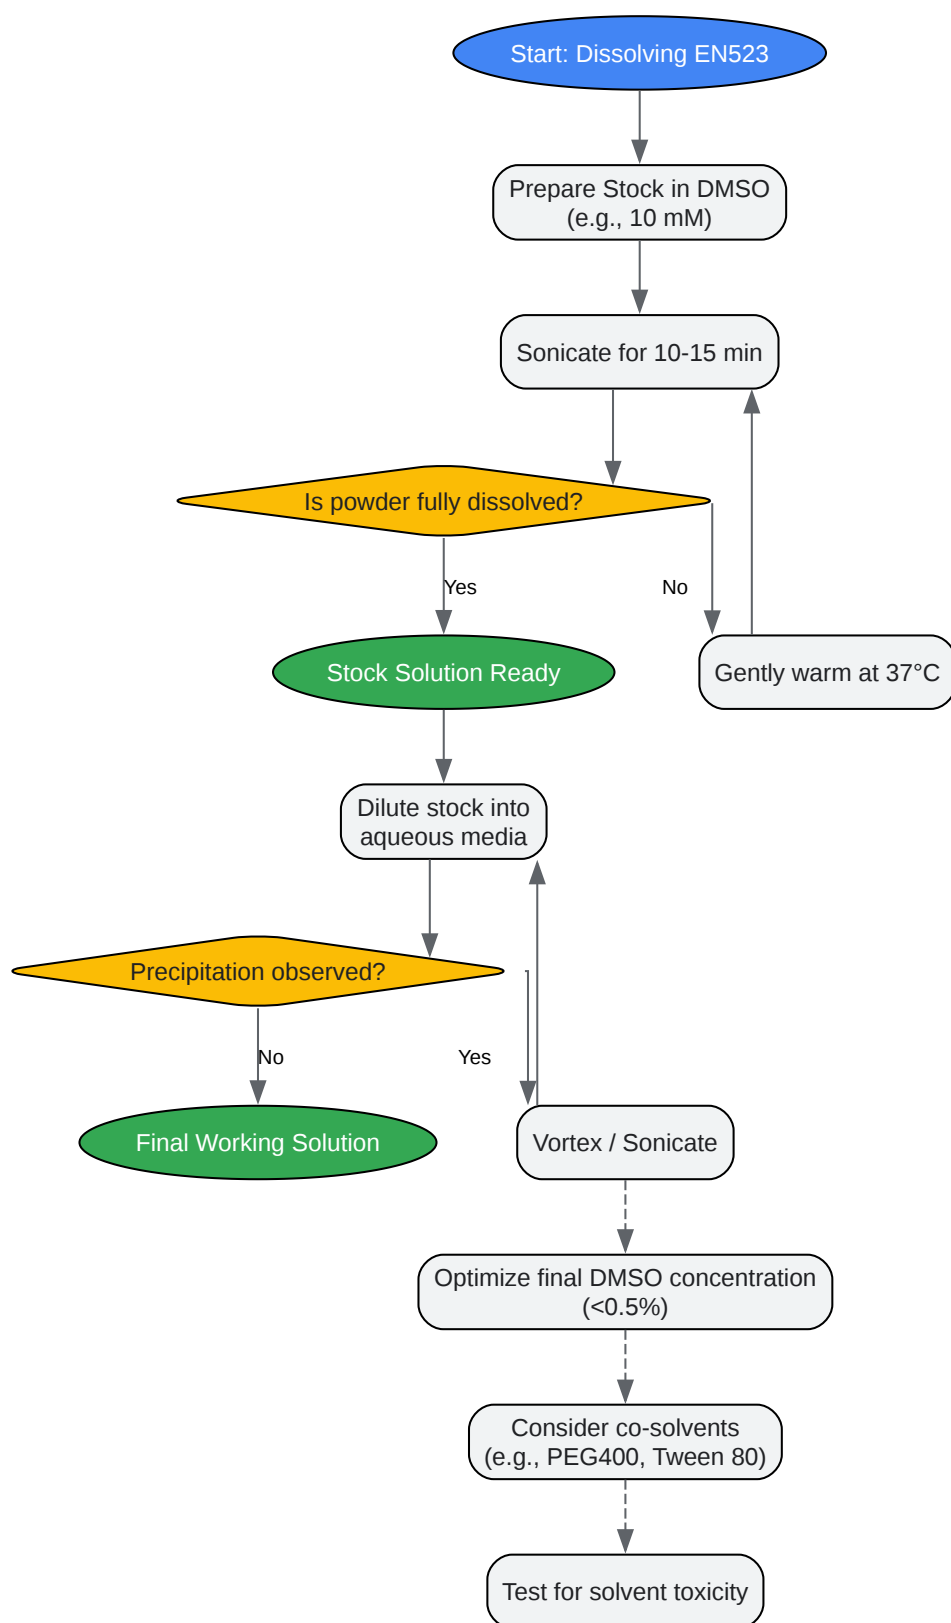 Start: Dissolving EN523
Prepare Stock in DMSO
(e.g., 10 mM)
Sonicate for 10-15 min
Is powder fully dissolved?
Yes
No
Stock Solution Ready
Gently warm at 37°C
Dilute stock into
aqueous media
Precipitation observed?
No
Yes
Final Working Solution
Vortex / Sonicate
Optimize final DMSO concentration
(<0.5%)
Consider co-solvents
(e.g., PEG400, Tween 80)
Test for solvent toxicity